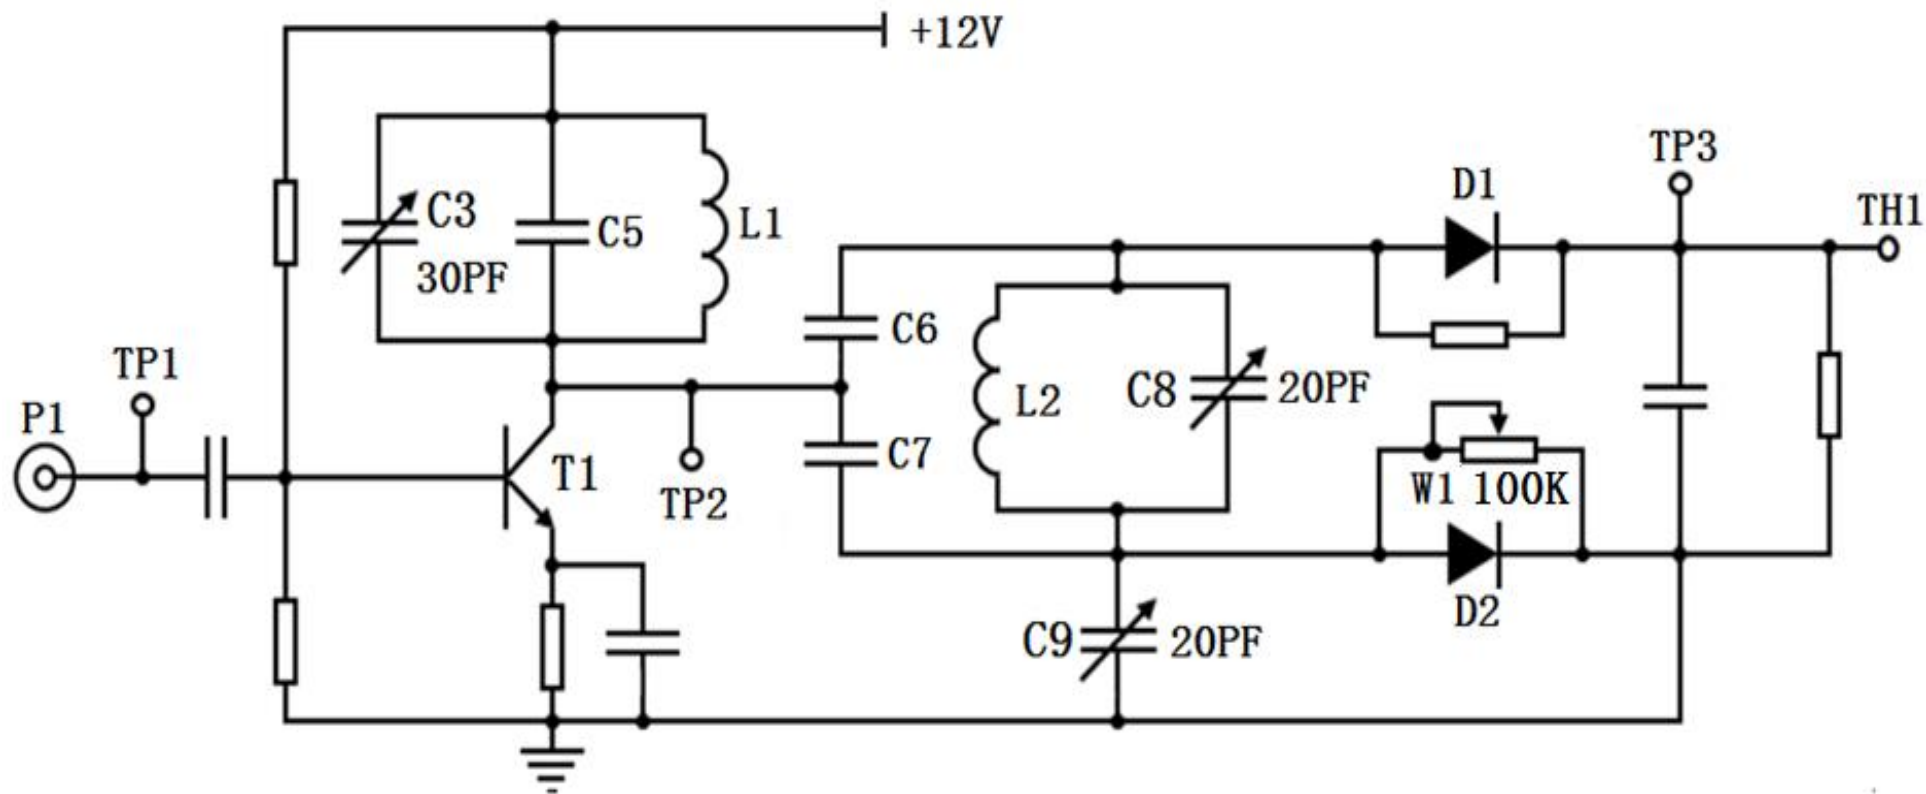 +12V
TP3
D1
C3
TH1
C5
L1
30PF
C6
TP1
C8
20PF
L2
P1
C7
T1
W1 100K
TP2
D2
C9
20PF